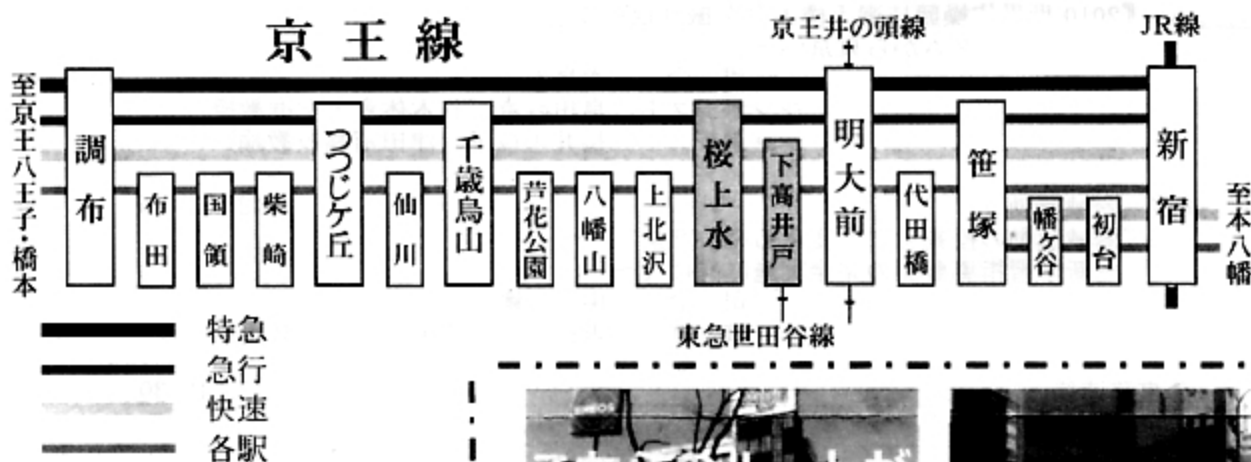 京王線
京王井の頭線
JR線
至京王八王子・橋本
調布
布田
国領
柴崎
つつじケ丘
仙川
千歳烏山
芦花公園
八幡山
上北沢
桜上水
下高井戸
明大前
代田橋
笹塚
幡ヶ谷
初台
新宿
至本八幡
東急世田谷線
特急
急行
快速
各駅